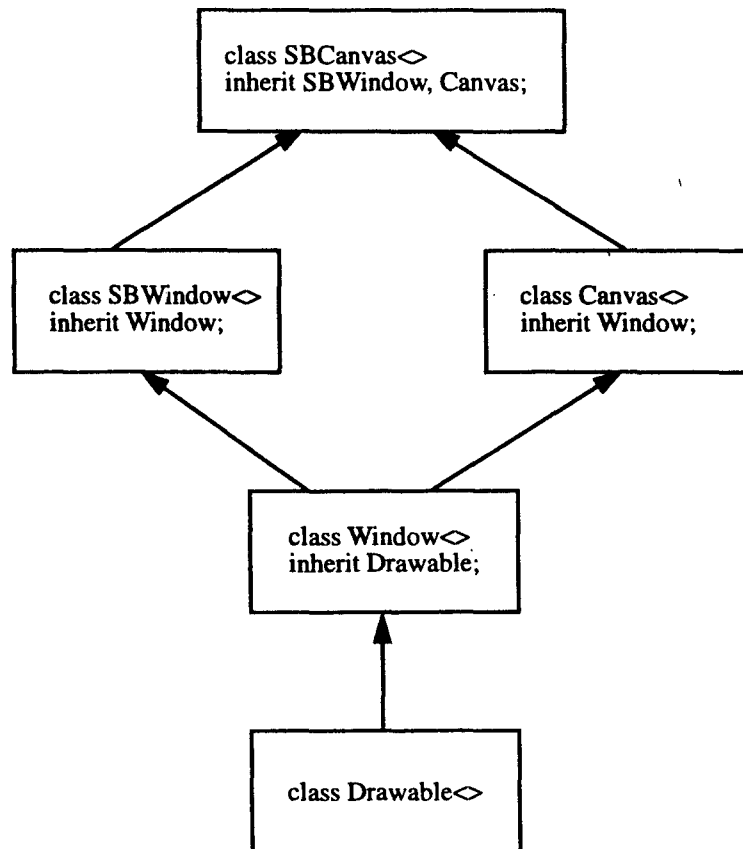 class SBCanvas<>
inherit SBWindow, Canvas;
class SBWindow<>
inherit Window;
class Canvas<>
inherit Window;
class Window<>
inherit Drawable;
class Drawable<>